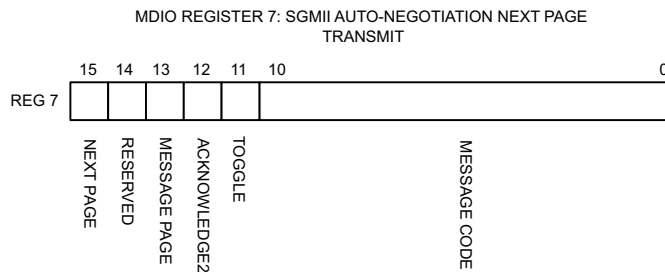 MDIO REGISTER 7: SGMII AUTO-NEGOTIATION NEXT PAGE
TRANSMIT
15 14 13 12 11 10 0
REG 7
NEXT PAGE
RESERVED
MESSAGE PAGE
ACKNOWLEDGE2
TOGGLE
MESSAGE CODE